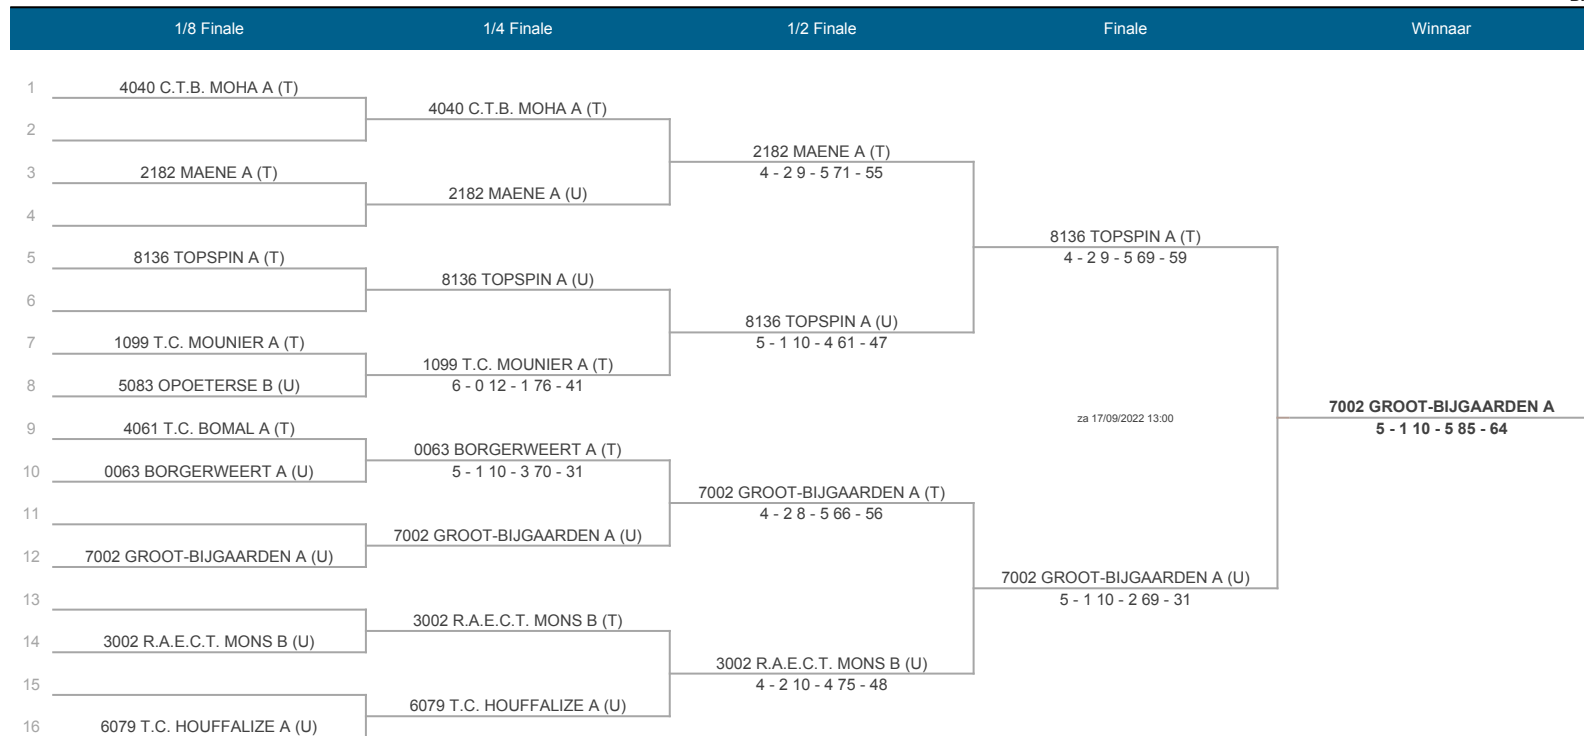 1/8 Finale 1/4 Finale 1/2 Finale Finale Winnaar
1 4040 C.T.B. MOHA A (T)
4040 C.T.B. MOHA A (T)
2
2182 MAENE A (T)
4 - 2 9 - 5 71 - 55
3 2182 MAENE A (T)
2182 MAENE A (U)
4
8136 TOPSPIN A (T)
4 - 2 9 - 5 69 - 59
5 8136 TOPSPIN A (T)
8136 TOPSPIN A (U)
6
8136 TOPSPIN A (U)
5 - 1 10 - 4 61 - 47
7 1099 T.C. MOUNIER A (T)
1099 T.C. MOUNIER A (T)
6 - 0 12 - 1 76 - 41
8 5083 OPOETERSE B (U)
7002 GROOT-BIJGAARDEN A
za 17/09/2022 13:00
5 - 1 10 - 5 85 - 64
9 4061 T.C. BOMAL A (T)
0063 BORGERWEERT A (T)
5 - 1 10 - 3 70 - 31
10 0063 BORGERWEERT A (U)
7002 GROOT-BIJGAARDEN A (T)
4 - 2 8 - 5 66 - 56
11
7002 GROOT-BIJGAARDEN A (U)
12 7002 GROOT-BIJGAARDEN A (U)
7002 GROOT-BIJGAARDEN A (U)
5 - 1 10 - 2 69 - 31
13
3002 R.A.E.C.T. MONS B (T)
14 3002 R.A.E.C.T. MONS B (U)
3002 R.A.E.C.T. MONS B (U)
4 - 2 10 - 4 75 - 48
15
6079 T.C. HOUFFALIZE A (U)
16 6079 T.C. HOUFFALIZE A (U)